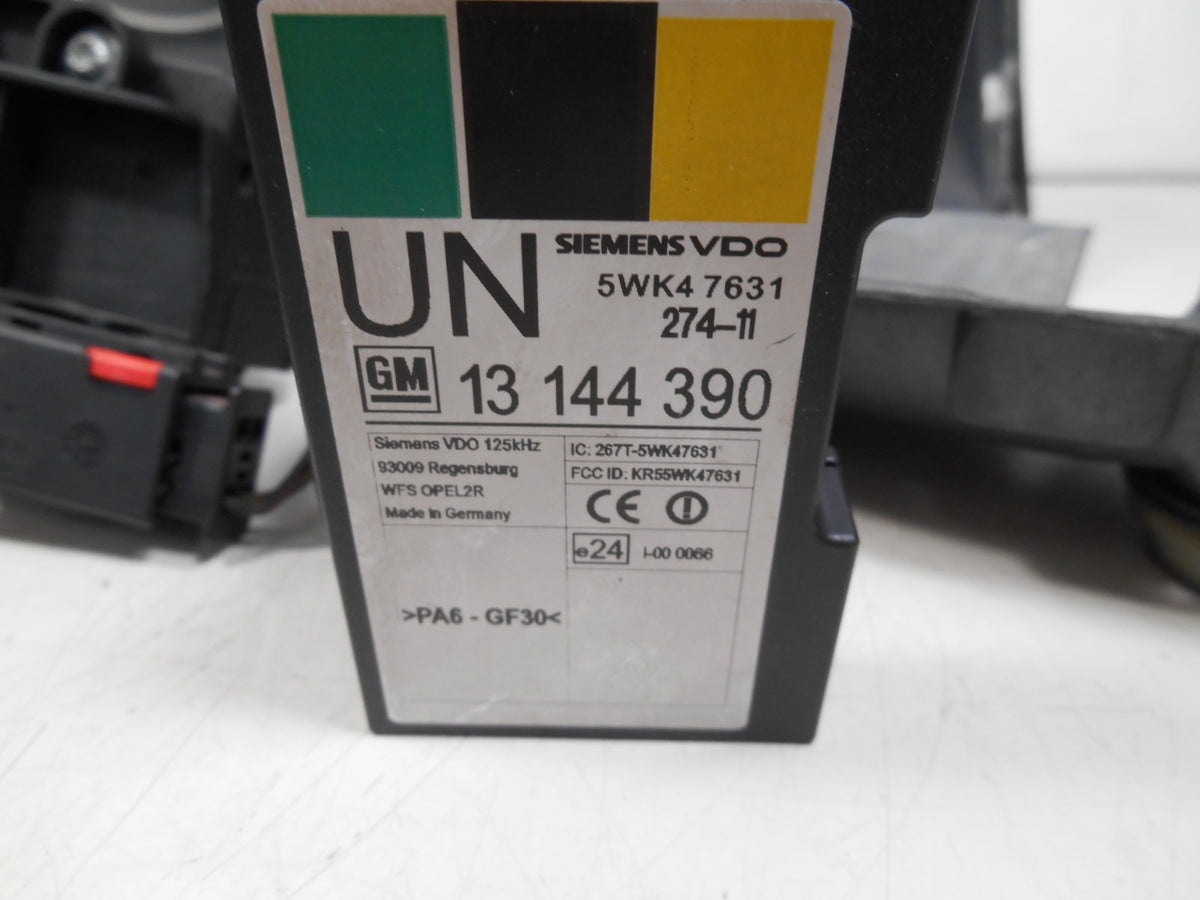 UN SIEMENS VDO
5WK4 7631
274-11
GM 13 144 390
Siemens VDO 125kHz
93009 Regensburg
WFS OPEL2R
Made in Germany
IC: 267T-5WK47631
FCC ID: KR55WK47631
CE
e24 I-00 0066
>PA6 - GF30<